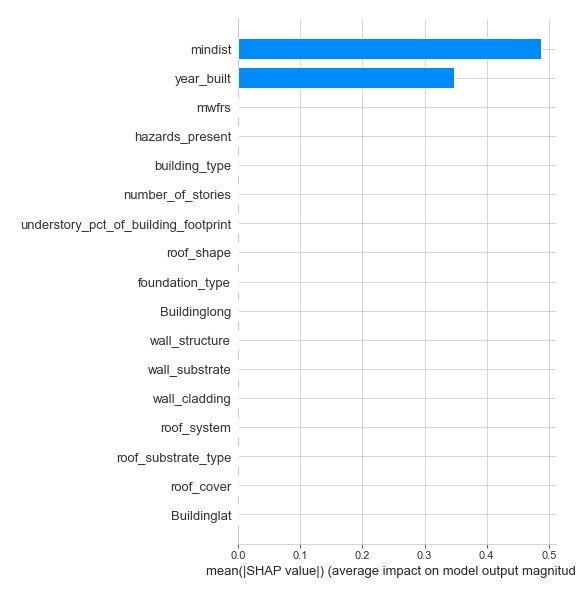 mindist
year_built
mwfrs
hazards_present
building_type
number_of_stories
understory_pct_of_building_footprint
roof_shape
foundation_type
Buildinglong
wall_structure
wall_substrate
wall_cladding
roof_system
roof_substrate_type
roof_cover
Buildinglat
0.0 0.1 0.2 0.3 0.4 0.5
mean(|SHAP value|) (average impact on model output magnitud